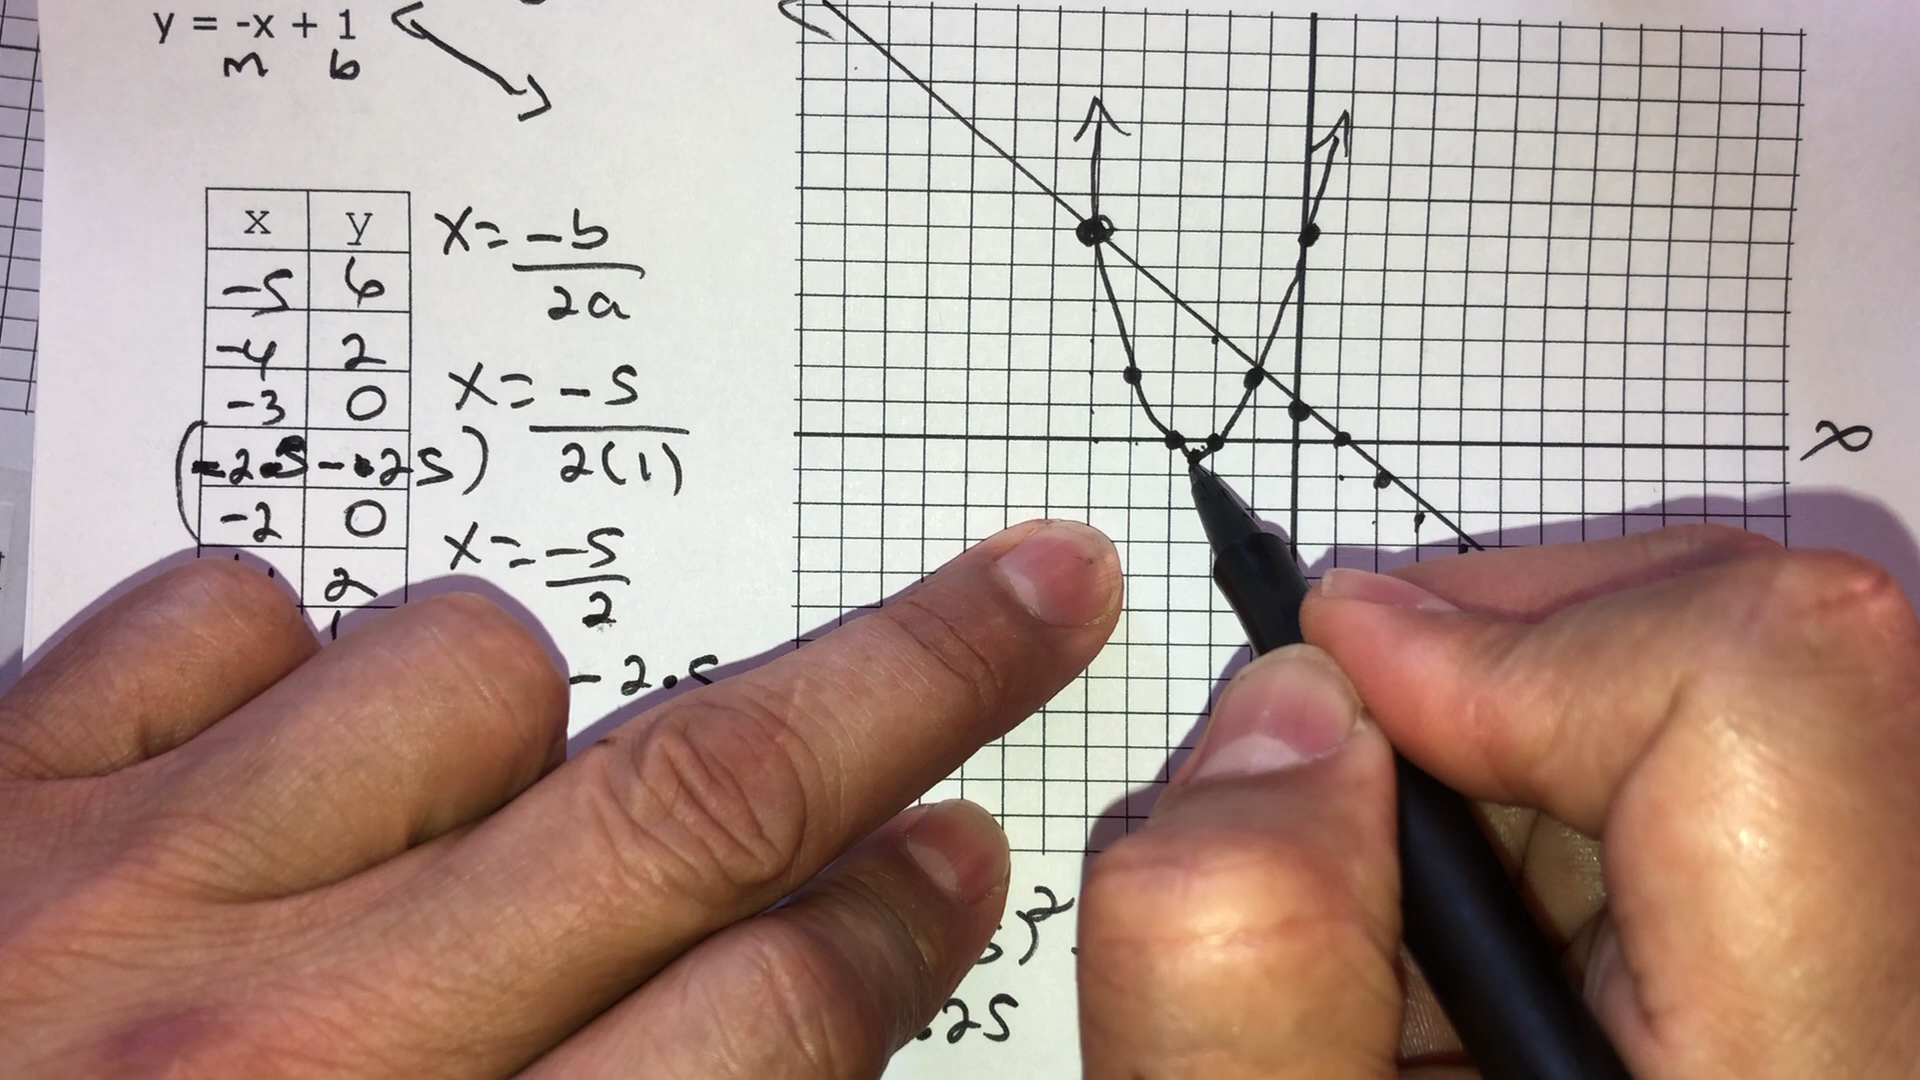 y = -x + 1
m b
x y
-5 6
-4 2
-3 0
(-2.5 -.25)
-2 0
2
x = -b
2a
x = -5
2(1)
x = -5
2
-2.5
x
)²
.25